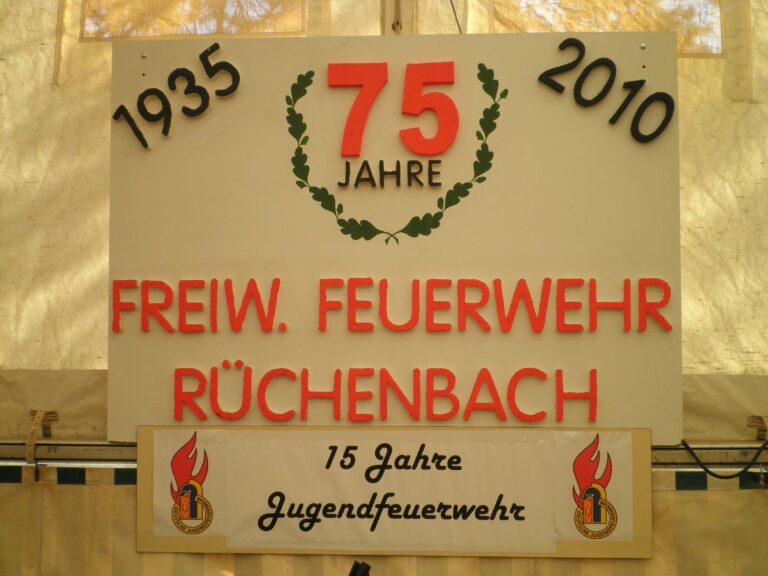 1935
75
2010
JAHRE
FREIW. FEUERWEHR
RÜCHENBACH
15 Jahre
Jugendfeuerwehr